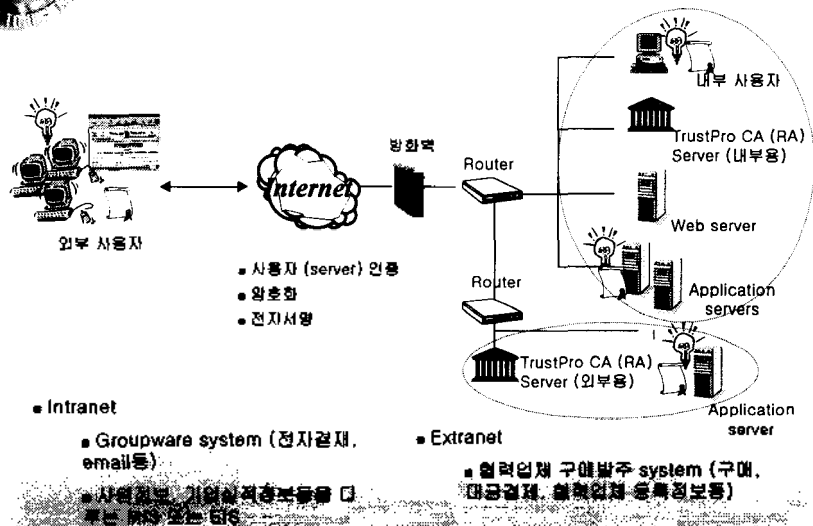 내부 사용자
방화벽
Router
TrustPro CA (RA)
Server (내부용)
Internet
외부 사용자
Web server
■ 사용자 (server) 인증
■ 암호화
■ 전자서명
Router
Application
servers
TrustPro CA (RA)
Server (외부용)
Application
server
■ Intranet
■ Groupware system (전자결재,
email등)
■ Extranet
■ 협력업체 구매발주 system (구매,
대금결제, 협력업체 등록정보등)
또는 EIS